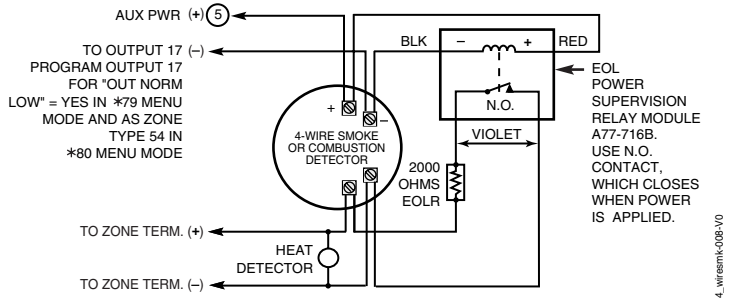 AUX PWR (+) 5
TO OUTPUT 17 (–)
PROGRAM OUTPUT 17
FOR "OUT NORM
LOW" = YES IN ∗79 MENU
MODE AND AS ZONE
TYPE 54 IN
∗80 MENU MODE
+
–
4-WIRE SMOKE
OR COMBUSTION
DETECTOR
BLK
–
+
RED
N.O.
VIOLET
EOL
POWER
SUPERVISION
RELAY MODULE
A77-716B.
USE N.O.
CONTACT,
WHICH CLOSES
WHEN POWER
IS APPLIED.
2000
OHMS
EOLR
TO ZONE TERM. (+)
HEAT
DETECTOR
TO ZONE TERM. (–)
4_wiresmk-008-V0